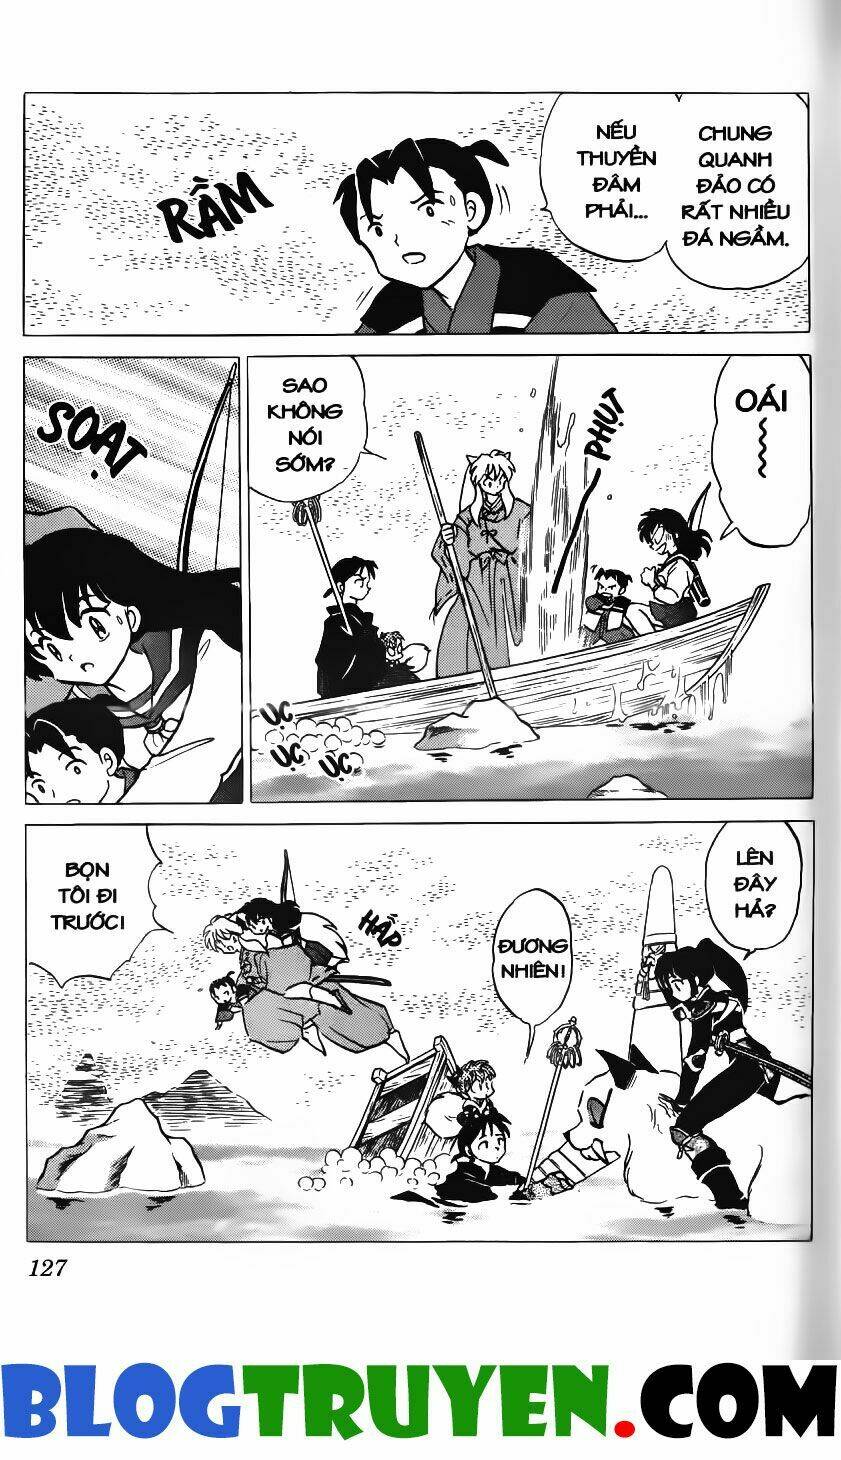 CHUNG
QUANH
ĐẢO CÓ
RẤT NHIỀU
ĐÁ NGẦM.
NẾU
THUYỀN
ĐÂM
PHẢI...
RẦM
OÁI
PHỤT
SAO
KHÔNG
NÓI
SỚM?
ỤC
ỤC
ỤC
SOẠT
LÊN
ĐÂY
HẢ?
ĐƯƠNG
NHIÊN!
HẤP
BỌN
TÔI ĐI
TRƯỚC!
127
BLOGTRUYEN.COM